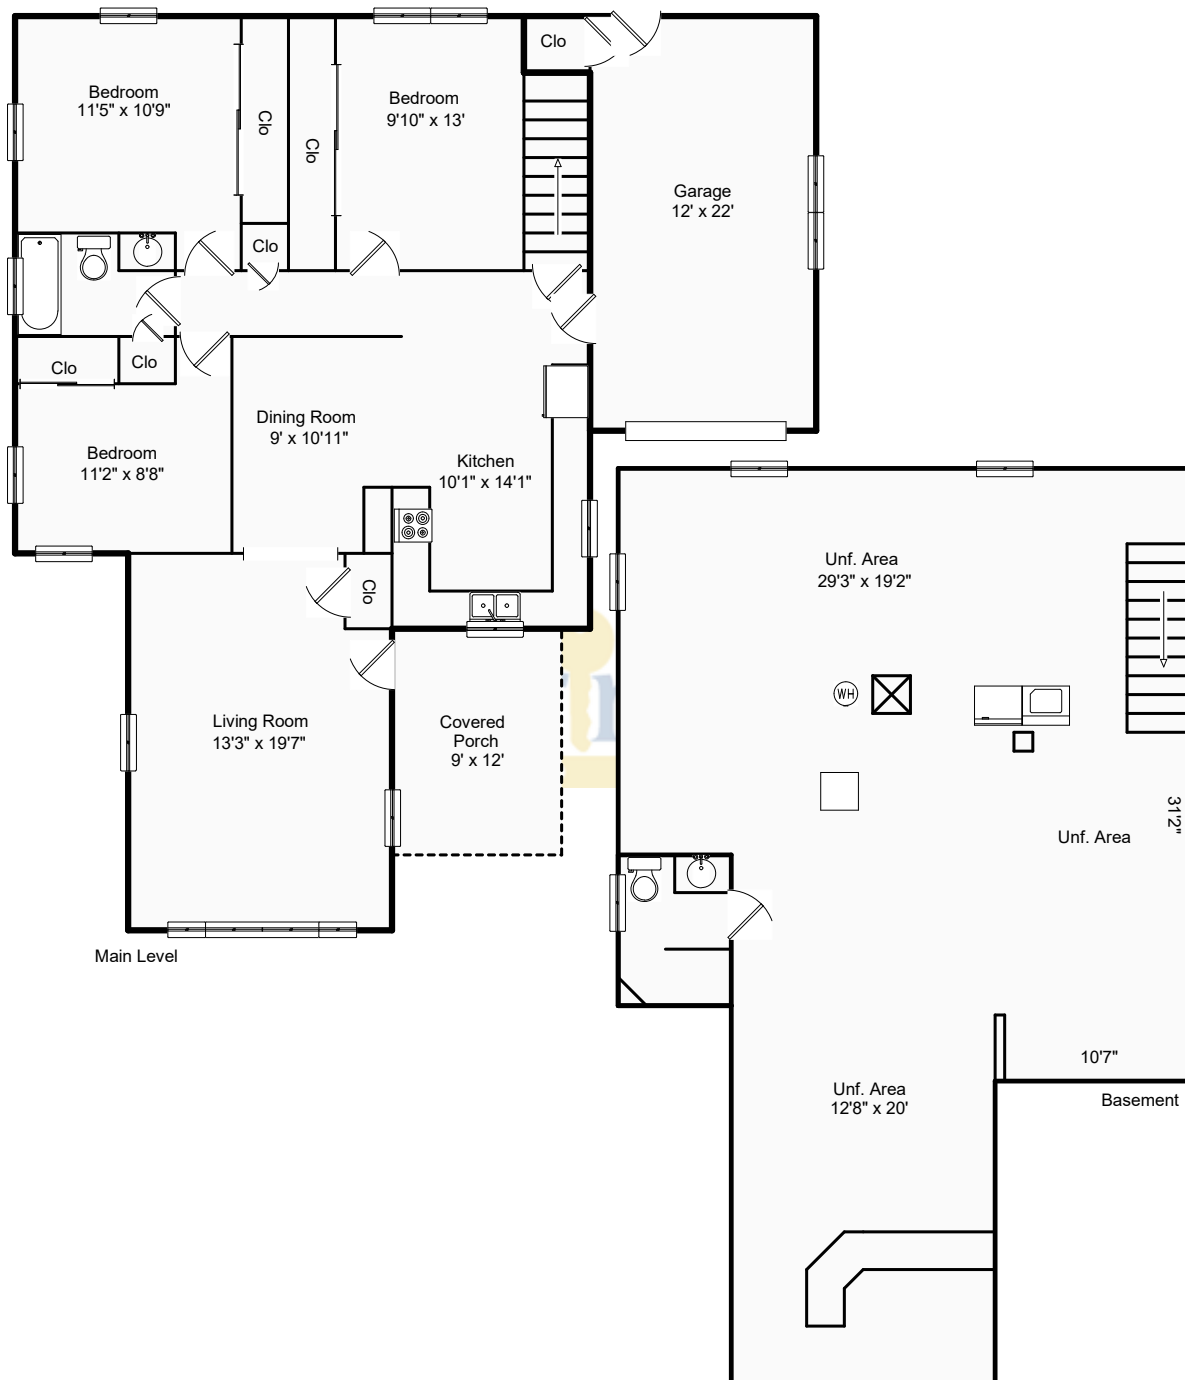 Clo
Bedroom
11'5" x 10'9"
Bedroom
9'10" x 13'
Clo
Clo
Garage
12' x 22'
Clo
Clo
Clo
Dining Room
9' x 10'11"
Bedroom
11'2" x 8'8"
Kitchen
10'1" x 14'1"
Clo
Living Room
13'3" x 19'7"
Covered
Porch
9' x 12'
Main Level
Unf. Area
29'3" x 19'2"
WH
31'2"
Unf. Area
10'7"
Unf. Area
12'8" x 20'
Basement